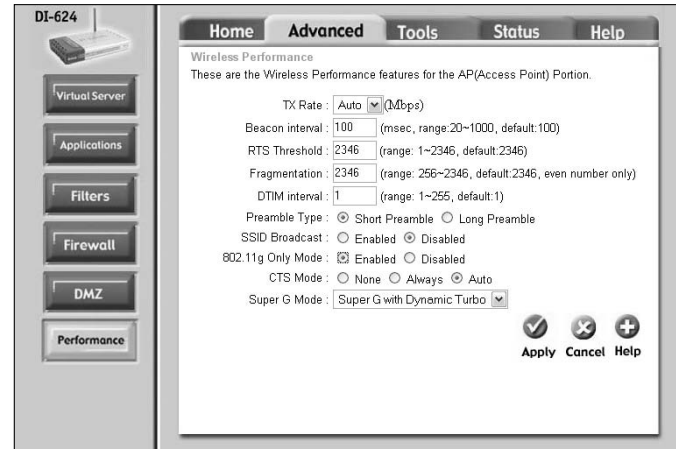 DI-624
Home Advanced Tools Status Help
Virtual Server
Applications
Filters
Firewall
DMZ
Performance
Wireless Performance
These are the Wireless Performance features for the AP(Access Point) Portion.
TX Rate : Auto (Mbps)
Beacon interval : 100 (msec, range:20~1000, default:100)
RTS Threshold : 2346 (range: 1~2346, default:2346)
Fragmentation : 2346 (range: 256~2346, default:2346, even number only)
DTIM interval : 1 (range: 1~255, default:1)
Preamble Type : Short Preamble Long Preamble
SSID Broadcast : Enabled Disabled
802.11g Only Mode : Enabled Disabled
CTS Mode : None Always Auto
Super G Mode : Super G with Dynamic Turbo
Apply Cancel Help